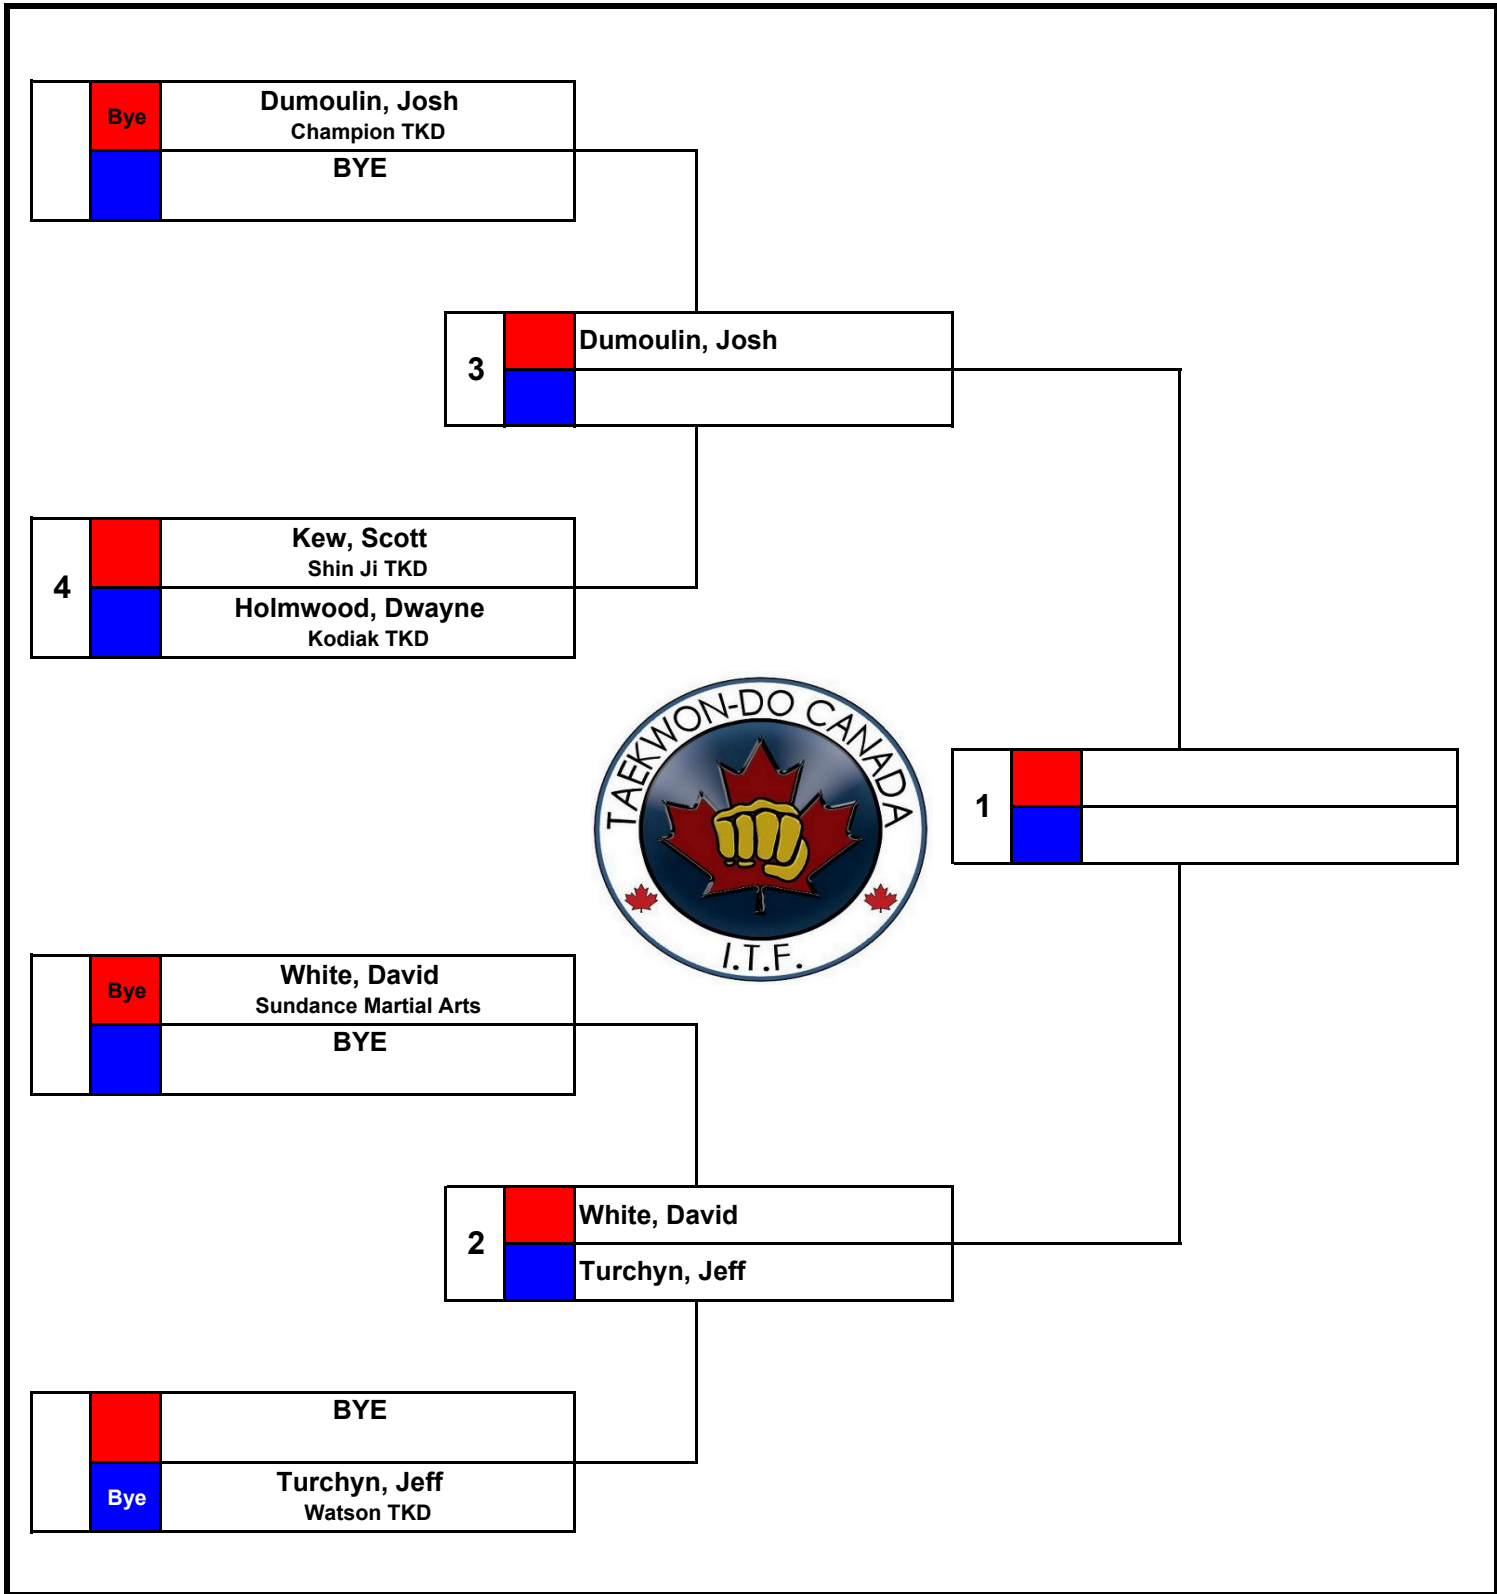 Bye
Dumoulin, Josh
Champion TKD
BYE
3
Dumoulin, Josh
4
Kew, Scott
Shin Ji TKD
Holmwood, Dwayne
Kodiak TKD
TAEKWON-DO CANADA
I.T.F.
1
Bye
White, David
Sundance Martial Arts
BYE
2
White, David
Turchyn, Jeff
BYE
Bye
Turchyn, Jeff
Watson TKD